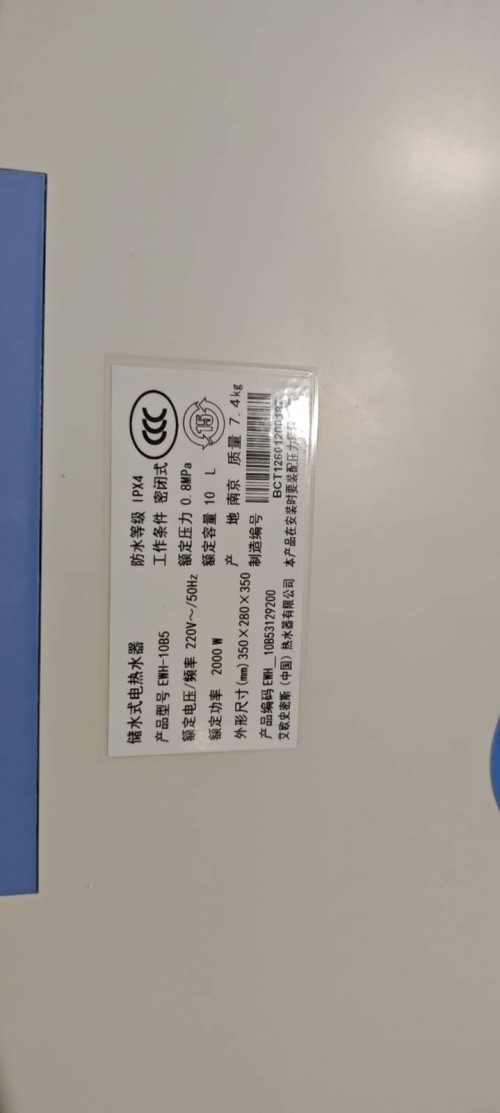 储水式电热水器 防水等级 IPX4
产品型号 EWH-10B5 工作条件 密闭式
额定电压/频率 220V～/50Hz 额定压力 0.8MPa
额定功率 2000 W 额定容量 10 L
外形尺寸(mm) 350×280×350 产 地 南京 质量 7.4kg
产品编码 EWH_10B53129200 制造编号
BCT1260120
艾欧史密斯（中国）热水器有限公司 本产品在安装时要装配压力
CCC
15